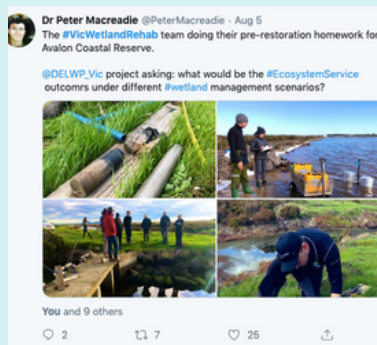 Dr Peter Macreadie @PeterMacreadie · Aug 5
The #VicWetlandRehab team doing their pre-restoration homework for
Avalon Coastal Reserve.
@DELWP_Vic project asking: what would be the #EcosystemService
outcomrs under different #wetland management scenarios?
You and 9 others
2 7 25